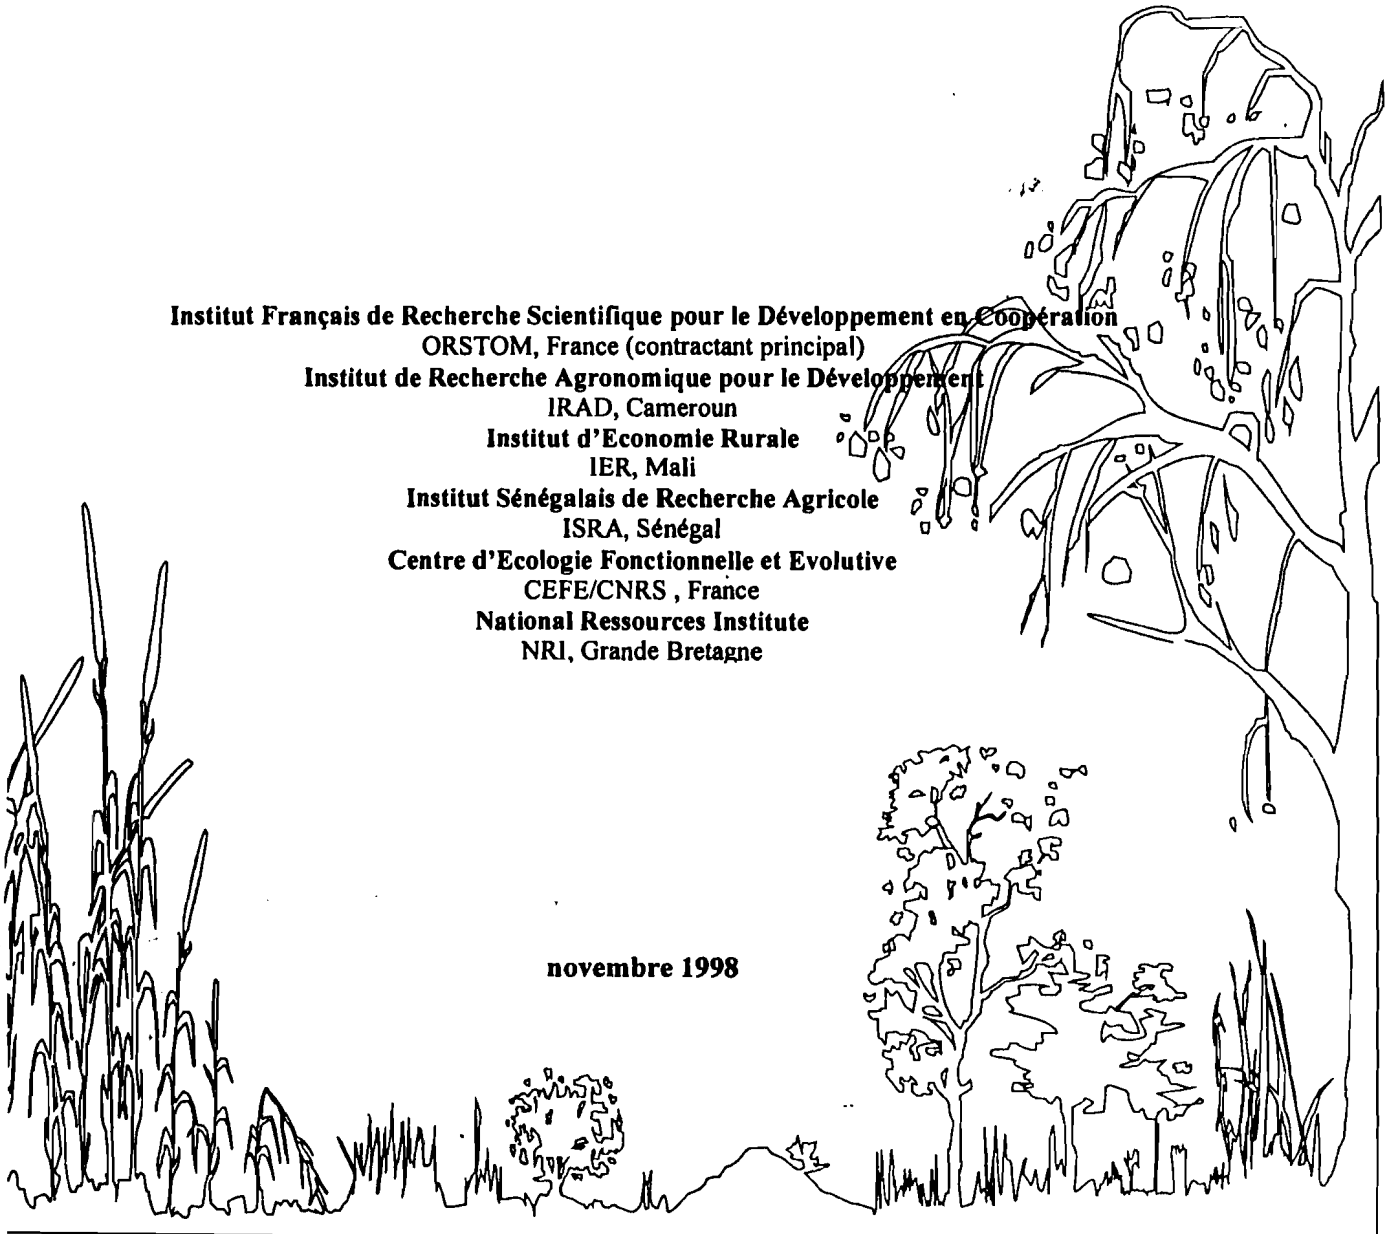 Institut Français de Recherche Scientifique pour le Développement en Coopération
ORSTOM, France (contractant principal)
Institut de Recherche Agronomique pour le Développement
IRAD, Cameroun
Institut d'Economie Rurale
IER, Mali
Institut Sénégalais de Recherche Agricole
ISRA, Sénégal
Centre d'Ecologie Fonctionnelle et Evolutive
CEFE/CNRS , France
National Ressources Institute
NRI, Grande Bretagne
novembre 1998